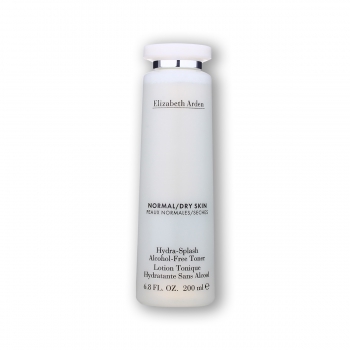 Elizabeth Arden
NORMAL/DRY SKIN
PEAUX NORMALES/SECHES
Hydra-Splash
Alcohol-Free Toner
Lotion Tonique
Hydratante Sans Alcool
6.8 FL. OZ. 200 ml ℮